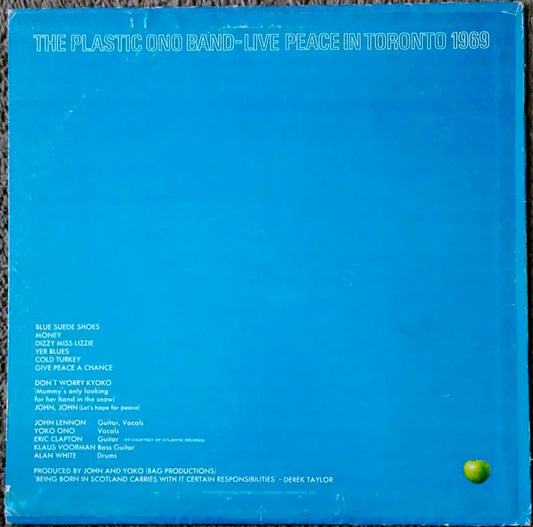 THE PLASTIC ONO BAND-LIVE PEACE IN TORONTO 1969
BLUE SUEDE SHOES
MONEY
DIZZY MISS LIZZIE
YER BLUES
COLD TURKEY
GIVE PEACE A CHANCE
DON'T WORRY KYOKO
(Mummy's only looking
for her hand in the snow)
JOHN, JOHN (Let's hope for peace)
JOHN LENNON Guitar, Vocals
YOKO ONO Vocals
ERIC CLAPTON Guitar BY COURTESY OF ATLANTIC RECORDS
KLAUS VOORMAN Bass Guitar
ALAN WHITE Drums
PRODUCED BY JOHN AND YOKO (BAG PRODUCTIONS)
'BEING BORN IN SCOTLAND CARRIES WITH IT CERTAIN RESPONSIBILITIES' - DEREK TAYLOR